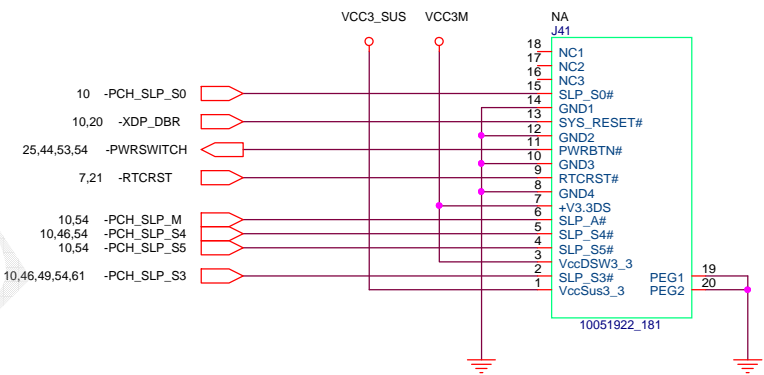 VCC3_SUS VCC3M NA
J41
18 NC1
17 NC2
16 NC3
10 -PCH_SLP_S0 15 SLP_S0#
14 GND1
10,20 -XDP_DBR 13 SYS_RESET#
12 GND2
25,44,53,54 -PWRSWITCH 11 PWRBTN#
10 GND3
7,21 -RTCRST 9 RTCRST#
8 GND4
7 +V3.3DS
10,54 -PCH_SLP_M 6 SLP_A#
10,46,54 -PCH_SLP_S4 5 SLP_S4#
10,54 -PCH_SLP_S5 4 SLP_S5#
3 VccDSW3_3
10,46,49,54,61 -PCH_SLP_S3 2 SLP_S3# PEG1 19
1 VccSus3_3 PEG2 20
10051922_181